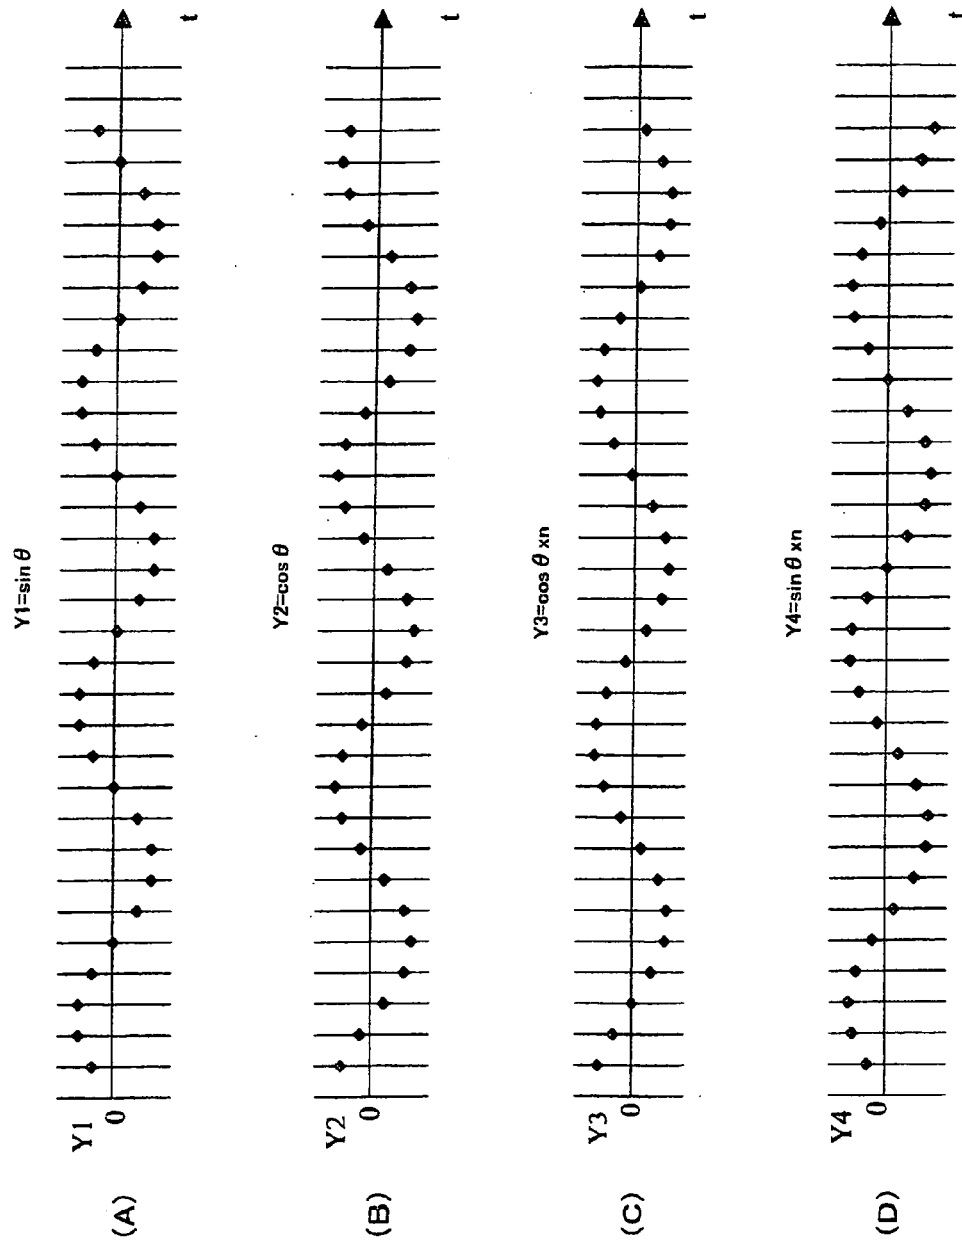 (A)
Y1
0
Y1=sin θ
t
(B)
Y2
0
Y2=cos θ
t
(C)
Y3
0
Y3=cos θ xn
t
(D)
Y4
0
Y4=sin θ xn
t